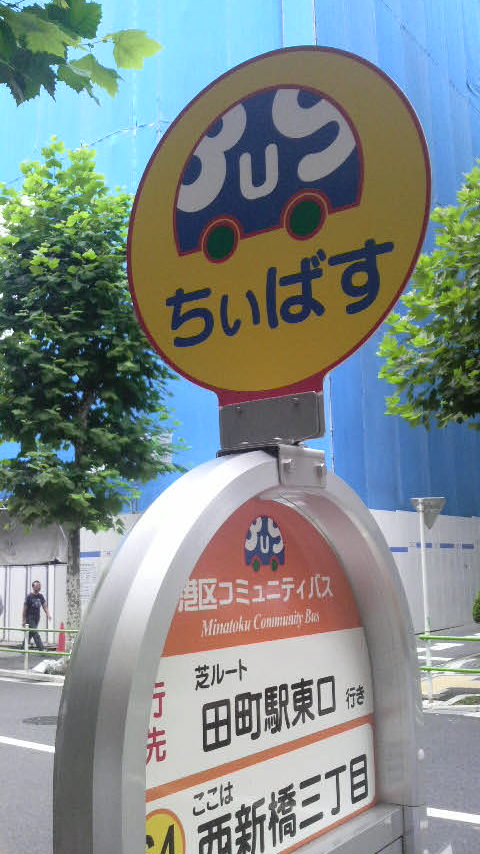 BUS
ちぃばす
BUS
港区コミュニティバス
Minatoku Community Bus
行先
芝ルート
田町駅東口 行き
ここは
西新橋三丁目